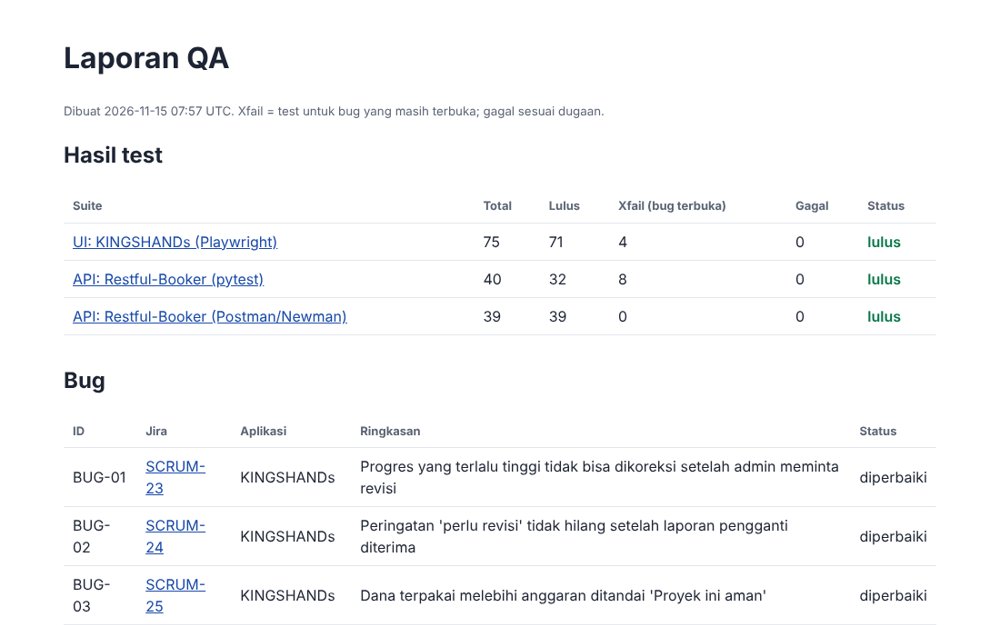 Laporan QA
Dibuat 2026-11-15 07:57 UTC. Xfail = test untuk bug yang masih terbuka; gagal sesuai dugaan.
Hasil test
Suite Total Lulus Xfail (bug terbuka) Gagal Status
UI: KINGSHANDs (Playwright) 75 71 4 0 lulus
API: Restful-Booker (pytest) 40 32 8 0 lulus
API: Restful-Booker (Postman/Newman) 39 39 0 0 lulus
Bug
ID Jira Aplikasi Ringkasan Status
BUG-01 SCRUM-23 KINGSHANDs Progres yang terlalu tinggi tidak bisa dikoreksi setelah admin meminta revisi diperbaiki
BUG-02 SCRUM-24 KINGSHANDs Peringatan 'perlu revisi' tidak hilang setelah laporan pengganti diterima diperbaiki
BUG-03 SCRUM-25 KINGSHANDs Dana terpakai melebihi anggaran ditandai 'Proyek ini aman' diperbaiki